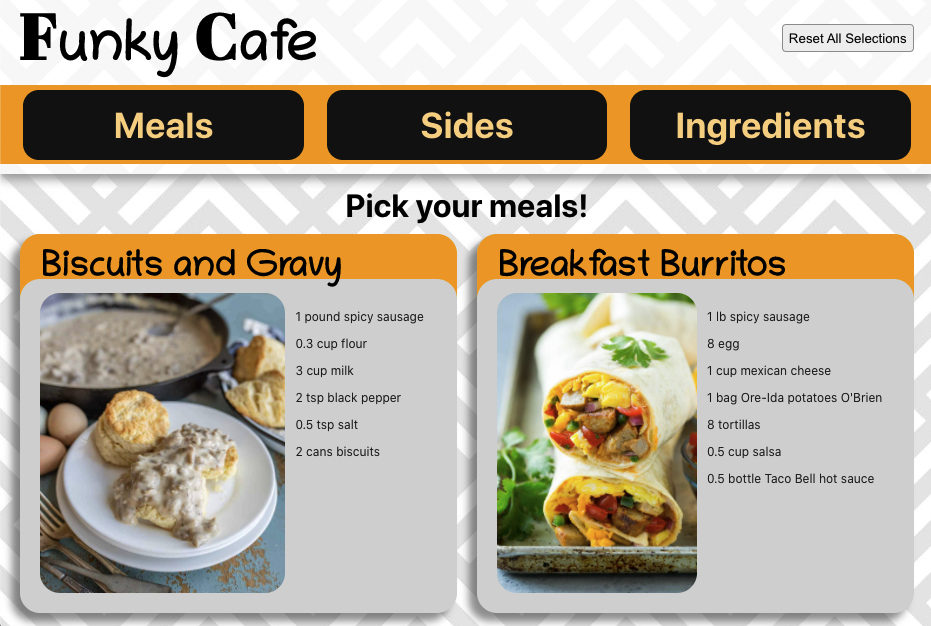 Funky Cafe
Reset All Selections
Meals
Sides
Ingredients
Pick your meals!
Biscuits and Gravy
1 pound spicy sausage
0.3 cup flour
3 cup milk
2 tsp black pepper
0.5 tsp salt
2 cans biscuits
Breakfast Burritos
1 lb spicy sausage
8 egg
1 cup mexican cheese
1 bag Ore-Ida potatoes O'Brien
8 tortillas
0.5 cup salsa
0.5 bottle Taco Bell hot sauce